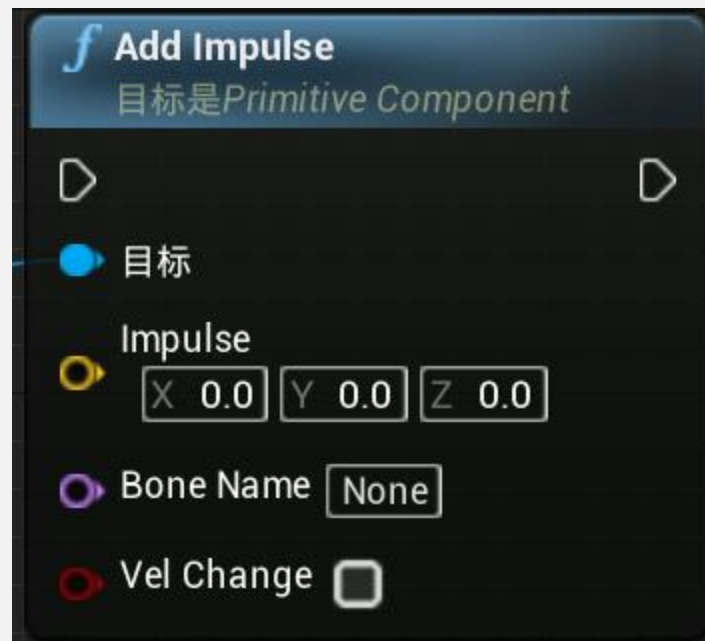 f Add Impulse
目标是Primitive Component
目标
Impulse
X 0.0 Y 0.0 Z 0.0
Bone Name None
Vel Change